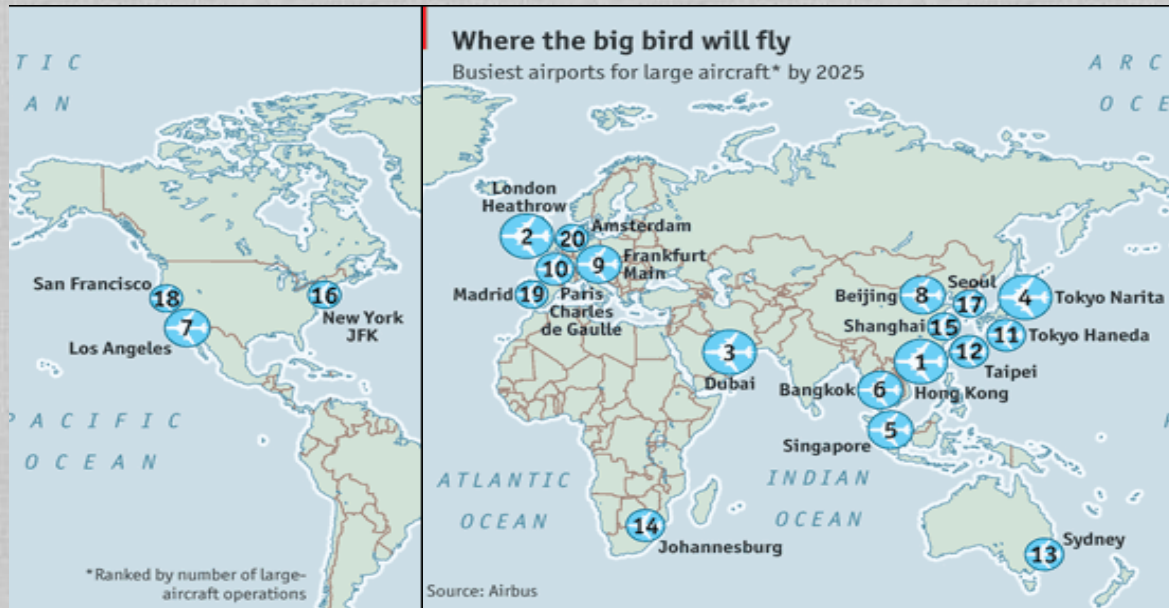 Where the big bird will fly
Busiest airports for large aircraft* by 2025
T I C
A N
A R C
O C E
London
Heathrow
2
20
Amsterdam
10
9
Frankfurt
Main
Madrid
19
Paris
Charles
de Gaulle
San Francisco
18
7
Los Angeles
16
New York
JFK
3
Dubai
Beijing
8
Seoul
17
4
Tokyo Narita
Shanghai
15
11
Tokyo Haneda
12
Taipei
1
Hong Kong
Bangkok
6
5
Singapore
PACIFIC
OCEAN
ATLANTIC
OCEAN
INDIAN
OCEAN
14
Johannesburg
13
Sydney
*Ranked by number of large-
aircraft operations
Source: Airbus